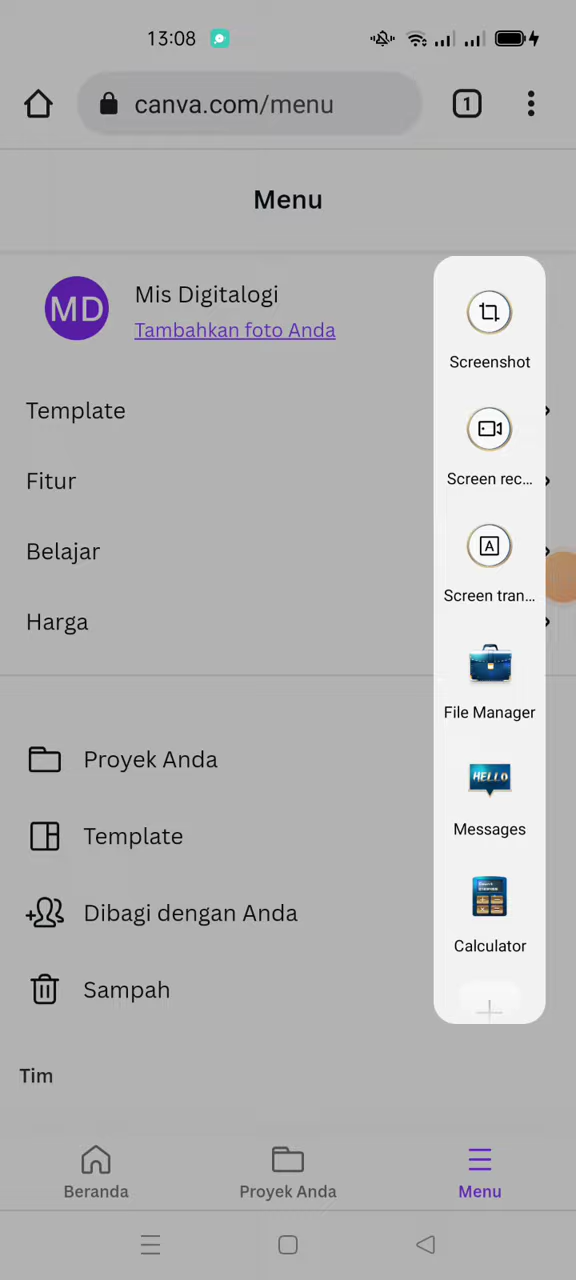 13:08
canva.com/menu
1
Menu
MD
Mis Digitalogi
Tambahkan foto Anda
Template
Fitur
Belajar
Harga
Proyek Anda
Template
Dibagi dengan Anda
Sampah
Tim
Screenshot
Screen rec...
A
Screen tran...
File Manager
HELLO
Messages
Calculator
Beranda
Proyek Anda
Menu